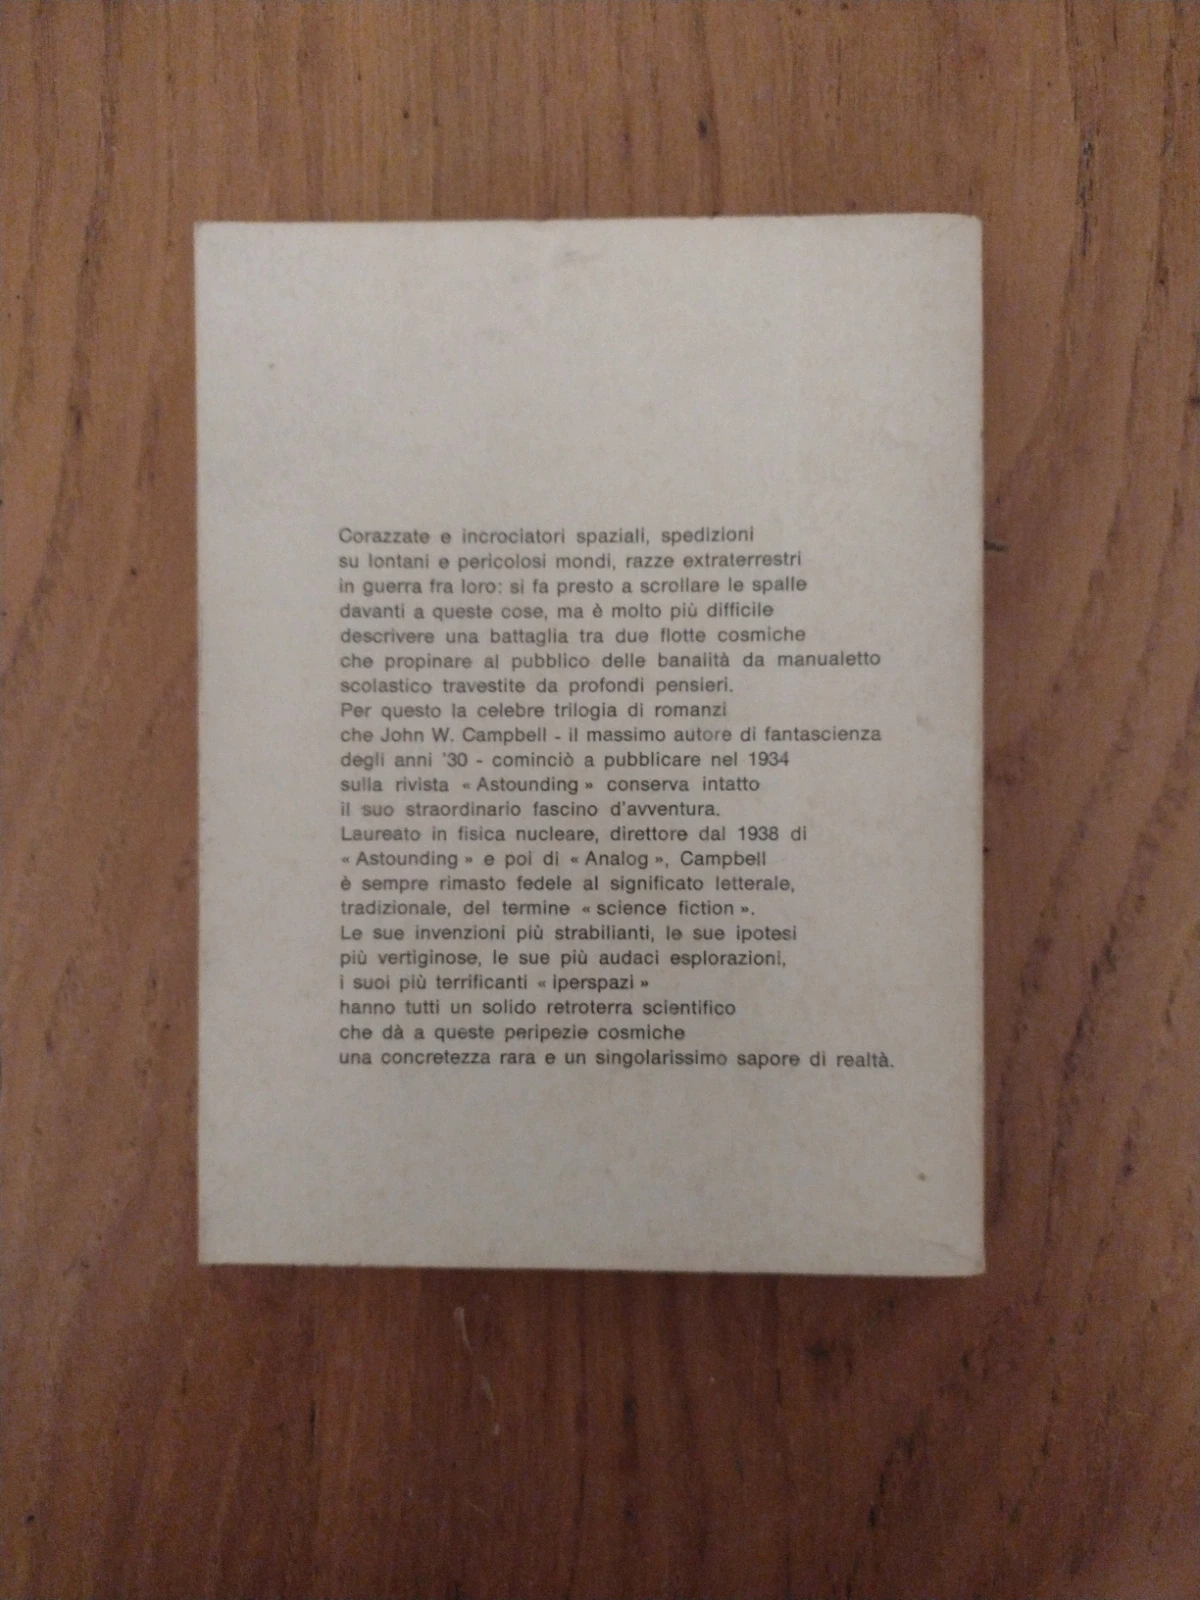 Corazzate e incrociatori spaziali, spedizioni
su lontani e pericolosi mondi, razze extraterrestri
in guerra fra loro: si fa presto a scrollare le spalle
davanti a queste cose, ma è molto più difficile
descrivere una battaglia tra due flotte cosmiche
che propinare al pubblico delle banalità da manualetto
scolastico travestite da profondi pensieri.
Per questo la celebre trilogia di romanzi
che John W. Campbell - il massimo autore di fantascienza
degli anni '30 - cominciò a pubblicare nel 1934
sulla rivista « Astounding » conserva intatto
il suo straordinario fascino d'avventura.
Laureato in fisica nucleare, direttore dal 1938 di
« Astounding » e poi di « Analog », Campbell
è sempre rimasto fedele al significato letterale,
tradizionale, del termine « science fiction ».
Le sue invenzioni più strabilianti, le sue ipotesi
più vertiginose, le sue più audaci esplorazioni,
i suoi più terrificanti « iperspazi »
hanno tutti un solido retroterra scientifico
che dà a queste peripezie cosmiche
una concretezza rara e un singolarissimo sapore di realtà.